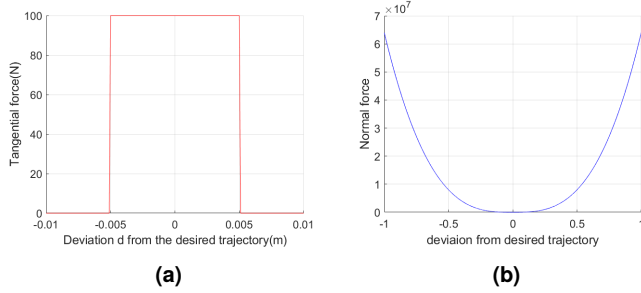 100
80
60
40
20
0
Tangential force(N)
-0.01 -0.005 0 0.005 0.01
Deviation d from the desired trajectory(m)
(a)
×10⁷
7
6
5
4
3
2
1
0
Normal force
-1 -0.5 0 0.5 1
deviaion from desired trajectory
(b)